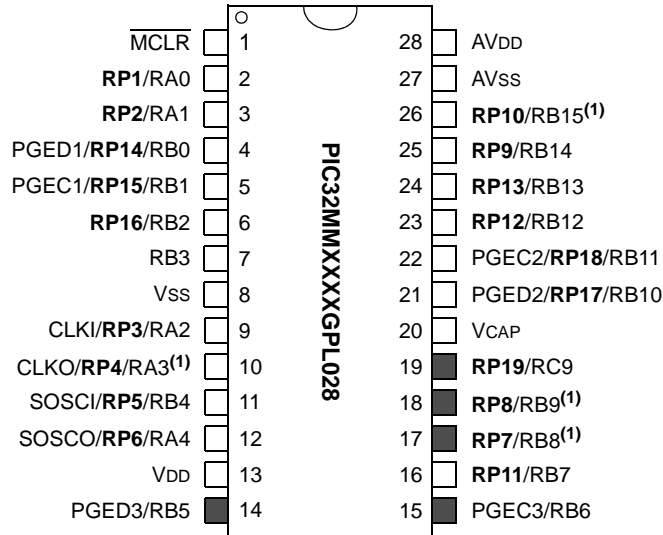 MCLR 1 28 AVDD
RP1/RA0 2 27 AVSS
RP2/RA1 3 26 RP10/RB15(1)
PGED1/RP14/RB0 4 25 RP9/RB14
PGEC1/RP15/RB1 5 24 RP13/RB13
RP16/RB2 6 23 RP12/RB12
RB3 7 22 PGEC2/RP18/RB11
VSS 8 21 PGED2/RP17/RB10
CLKI/RP3/RA2 9 20 VCAP
CLKO/RP4/RA3(1) 10 19 RP19/RC9
SOSCI/RP5/RB4 11 18 RP8/RB9(1)
SOSCO/RP6/RA4 12 17 RP7/RB8(1)
VDD 13 16 RP11/RB7
PGED3/RB5 14 15 PGEC3/RB6
PIC32MMXXXXGPL028